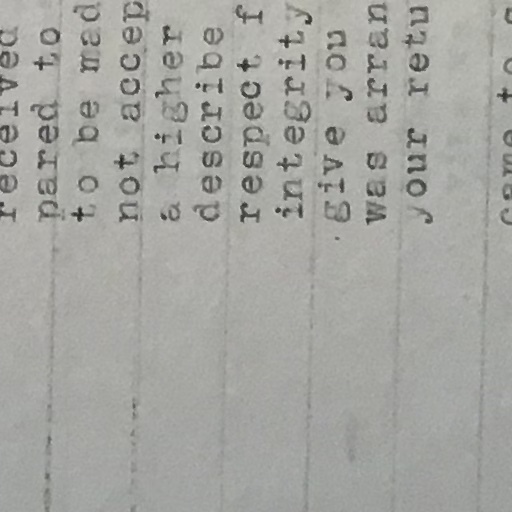 received
pared to
to be mad
not accep
a higher
describe
respect f
integrity
give you
was arran
your retu
came to